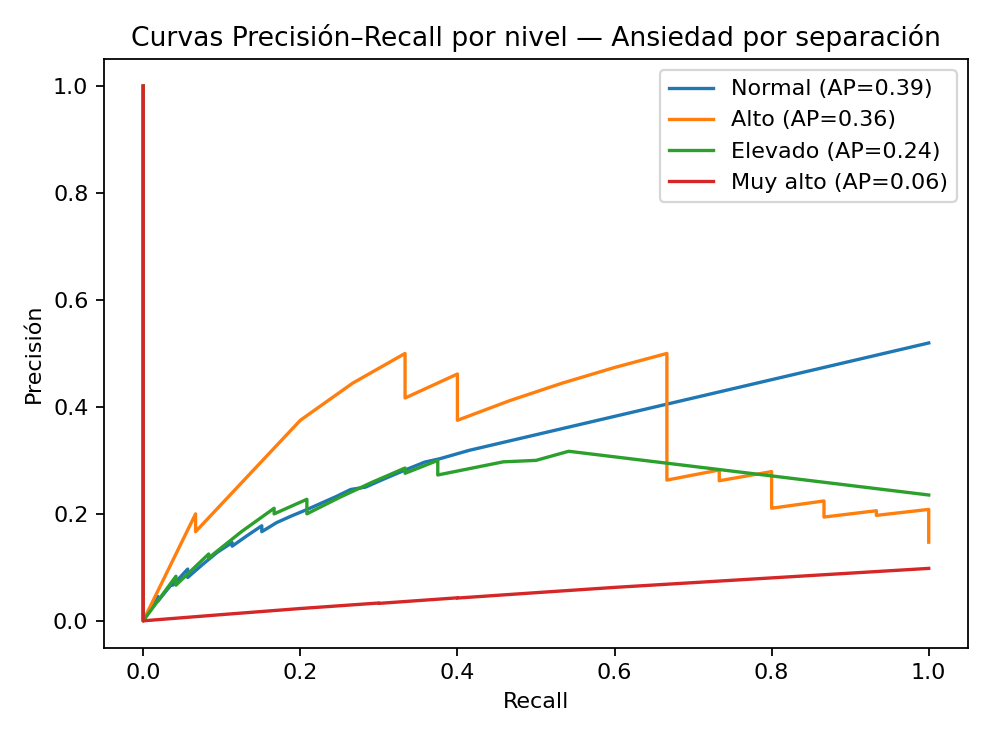 Curvas Precisión–Recall por nivel — Ansiedad por separación
1.0
0.8
0.6
0.4
0.2
0.0
Precisión
Normal (AP=0.39)
Alto (AP=0.36)
Elevado (AP=0.24)
Muy alto (AP=0.06)
0.0 0.2 0.4 0.6 0.8 1.0
Recall